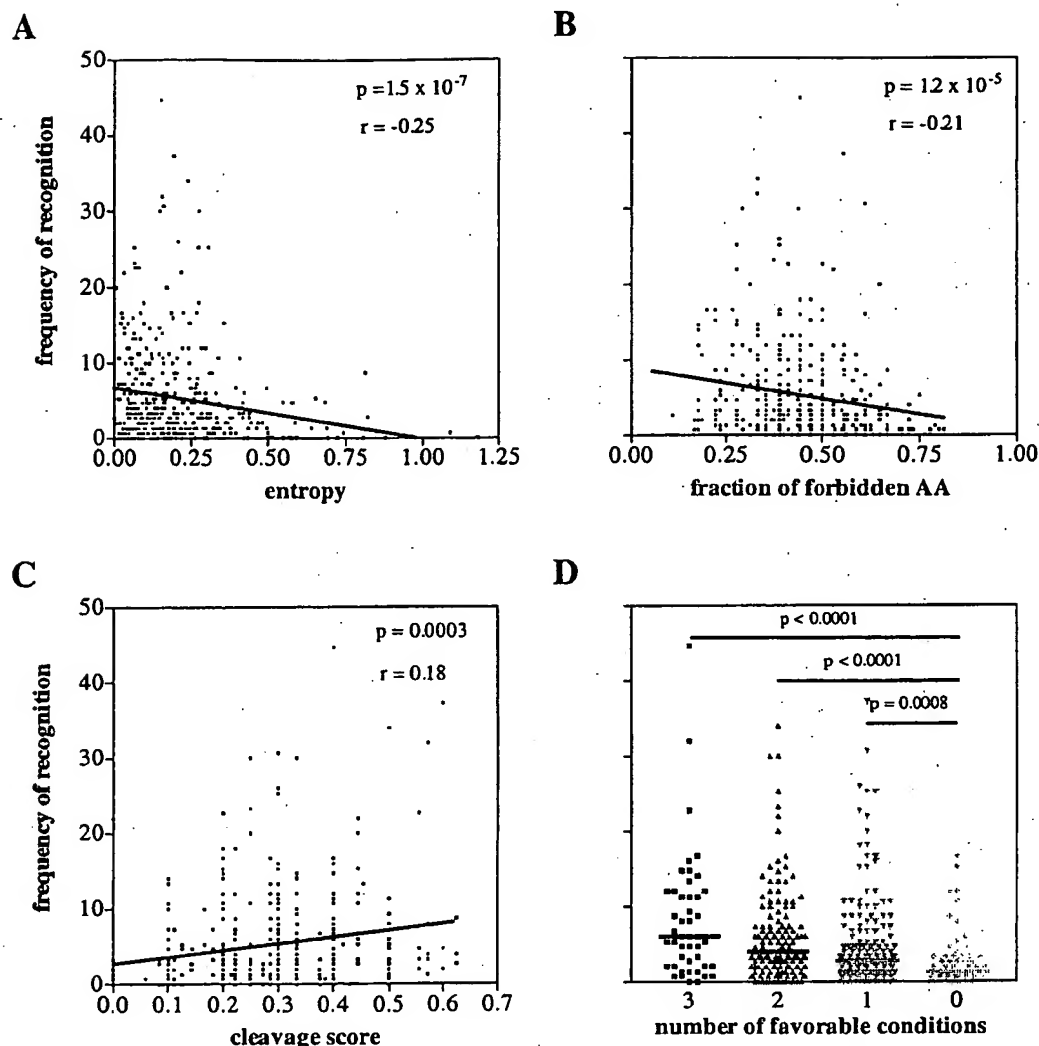 A
50
40
30
20
10
0
frequency of recognition
p =1.5 x 10-7
r = -0.25
0.00 0.25 0.50 0.75 1.00 1.25
entropy
B
p = 12 x 10-5
r = -0.21
0.00 0.25 0.50 0.75 1.00
fraction of forbidden AA
C
50
40
30
20
10
0
frequency of recognition
p = 0.0003
r = 0.18
0.0 0.1 0.2 0.3 0.4 0.5 0.6 0.7
cleavage score
D
p < 0.0001
p < 0.0001
p = 0.0008
3 2 1 0
number of favorable conditions